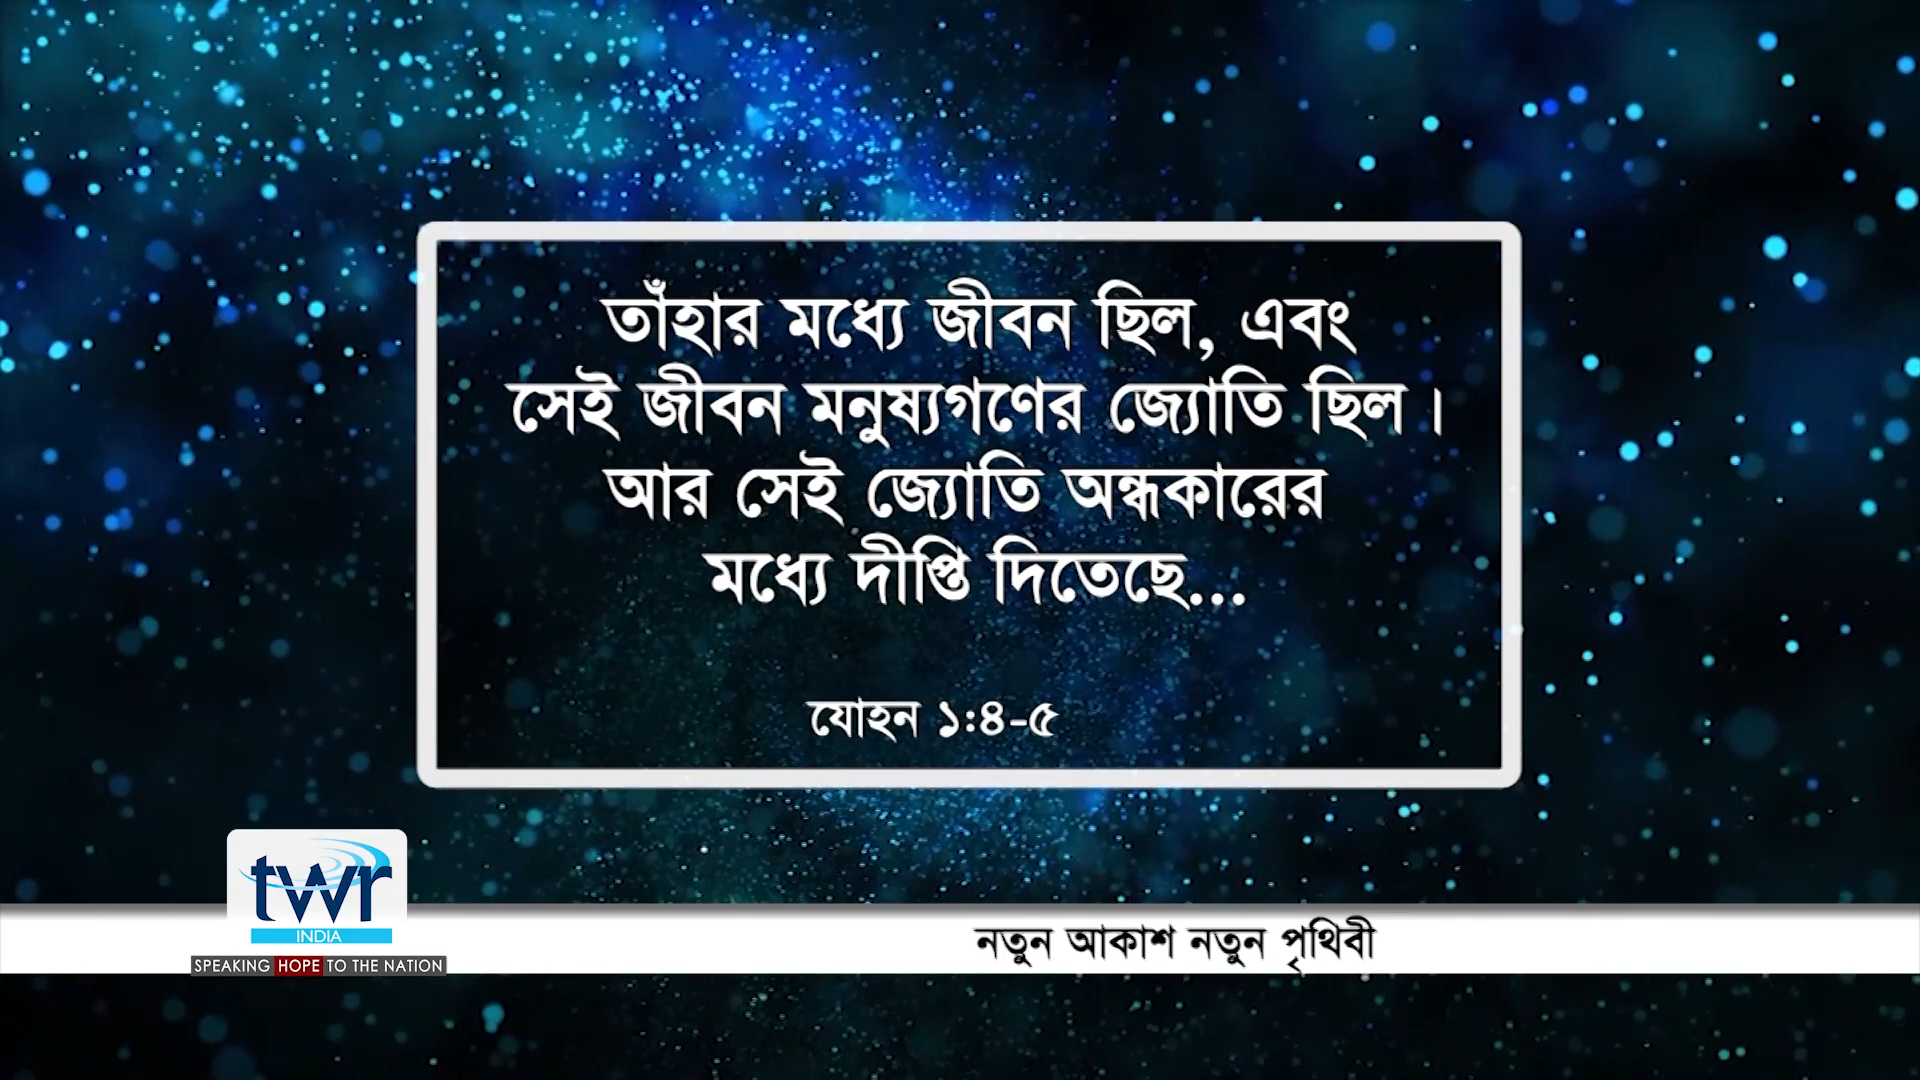 তাঁহার মধ্যে জীবন ছিল, এবং
সেই জীবন মনুষ্যগণের জ্যোতি ছিল।
আর সেই জ্যোতি অন্ধকারের
মধ্যে দীপ্তি দিতেছে...
যোহন ১:৪-৫
twr
INDIA
SPEAKING HOPE TO THE NATION
নতুন আকাশ নতুন পৃথিবী